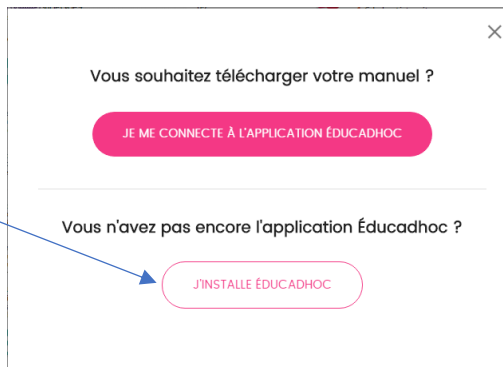 Vous souhaitez télécharger votre manuel ?
JE ME CONNECTE À L'APPLICATION ÉDUCADHOC
Vous n'avez pas encore l'application Éducadhoc ?
J'INSTALLE ÉDUCADHOC